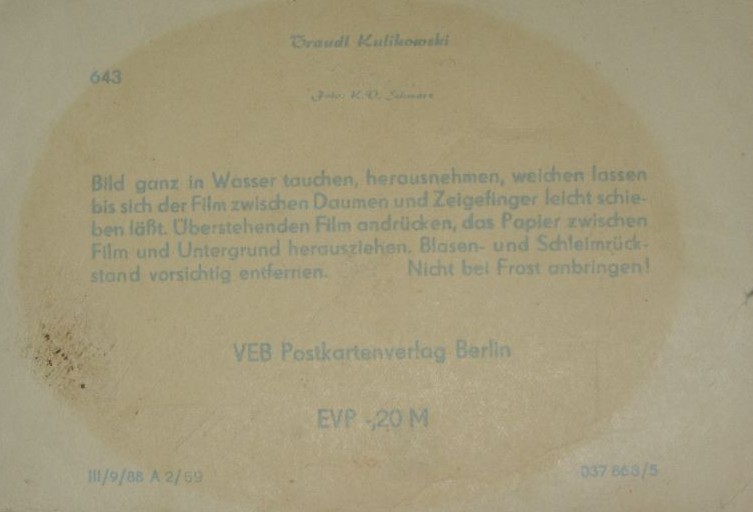 Traudl Kulikowski
643
Foto: K. D. Schwarz
Bild ganz in Wasser tauchen, herausnehmen, weichen lassen
bis sich der Film zwischen Daumen und Zeigefinger leicht schie-
ben läßt. Überstehenden Film andrücken, das Papier zwischen
Film und Untergrund herausziehen. Blasen- und Schleimrück-
stand vorsichtig entfernen. Nicht bei Frost anbringen!
VEB Postkartenverlag Berlin
EVP -,20 M
III/9/88 A 2/69
037 668/5